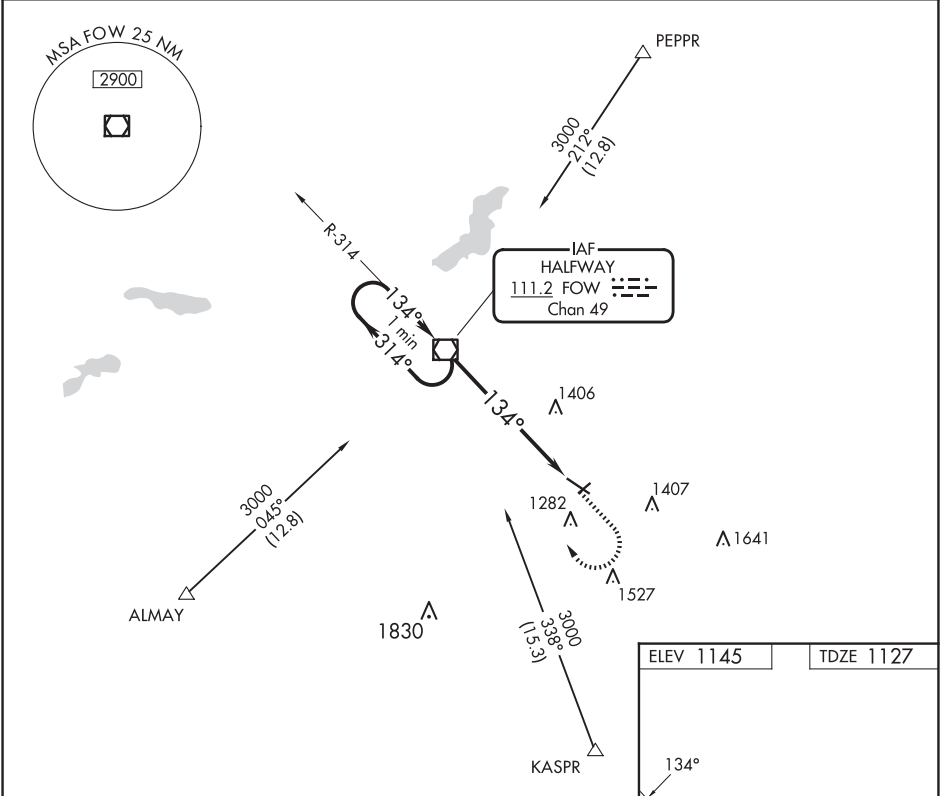 MSA FOW 25 NM
2900
PEPPR
3000
212°
(12.8)
R-314
IAF
HALFWAY
111.2 FOW
Chan 49
134°
1 min
314°
134°
1406
3000
045°
(12.8)
1282
1407
1641
1527
ALMAY
1830
3000
338°
(15.3)
KASPR
ELEV 1145
TDZE 1127
134°